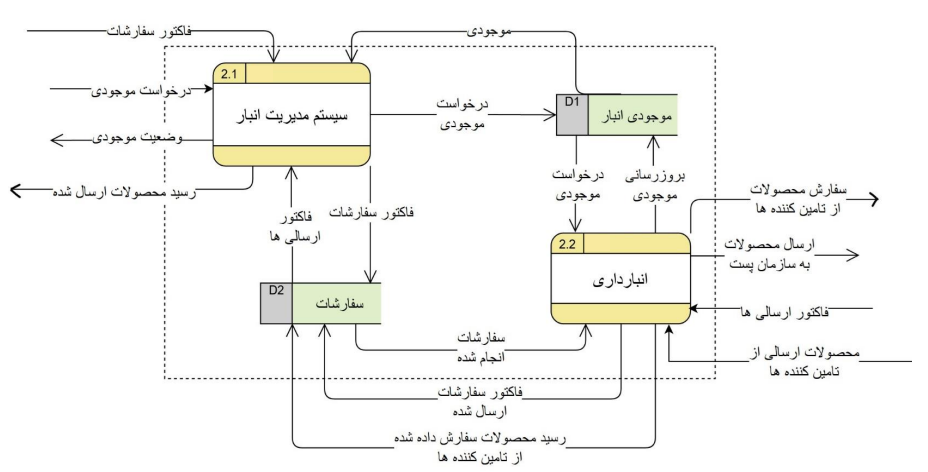 فاکتور سفارشات
موجودی
2.1
سیستم مدیریت انبار
درخواست موجودی
وضعیت موجودی
رسید محصولات ارسال شده
درخواست
موجودی
D1
موجودی انبار
فاکتور
ارسالی ها
فاکتور سفارشات
درخواست
موجودی
بروزرسانی
موجودی
سفارش محصولات
از تامین کننده ها
2.2
انبارداری
ارسال محصولات
به سازمان پست
فاکتور ارسالی ها
محصولات ارسالی از
تامین کننده ها
D2
سفارشات
سفارشات
انجام شده
فاکتور سفارشات
ارسال شده
رسید محصولات سفارش داده شده
از تامین کننده ها